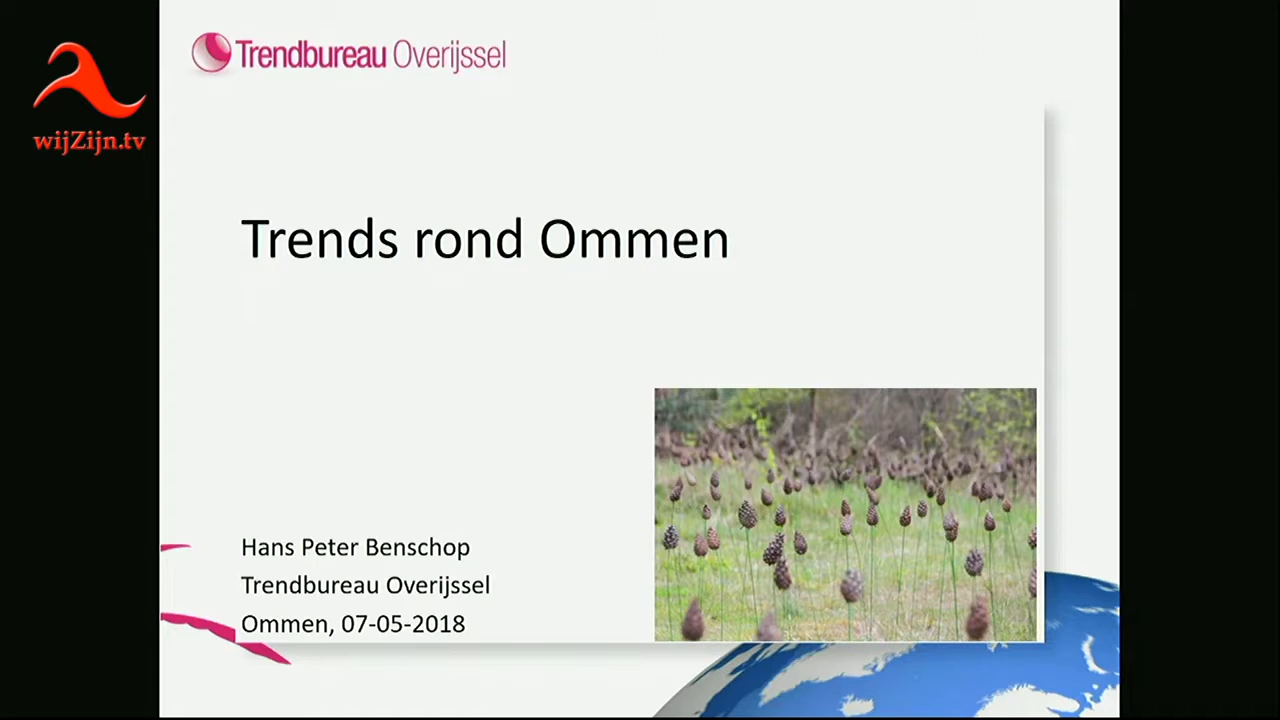 Trendbureau Overijssel
wijZijn.tv
Trends rond Ommen
Hans Peter Benschop
Trendbureau Overijssel
Ommen, 07-05-2018